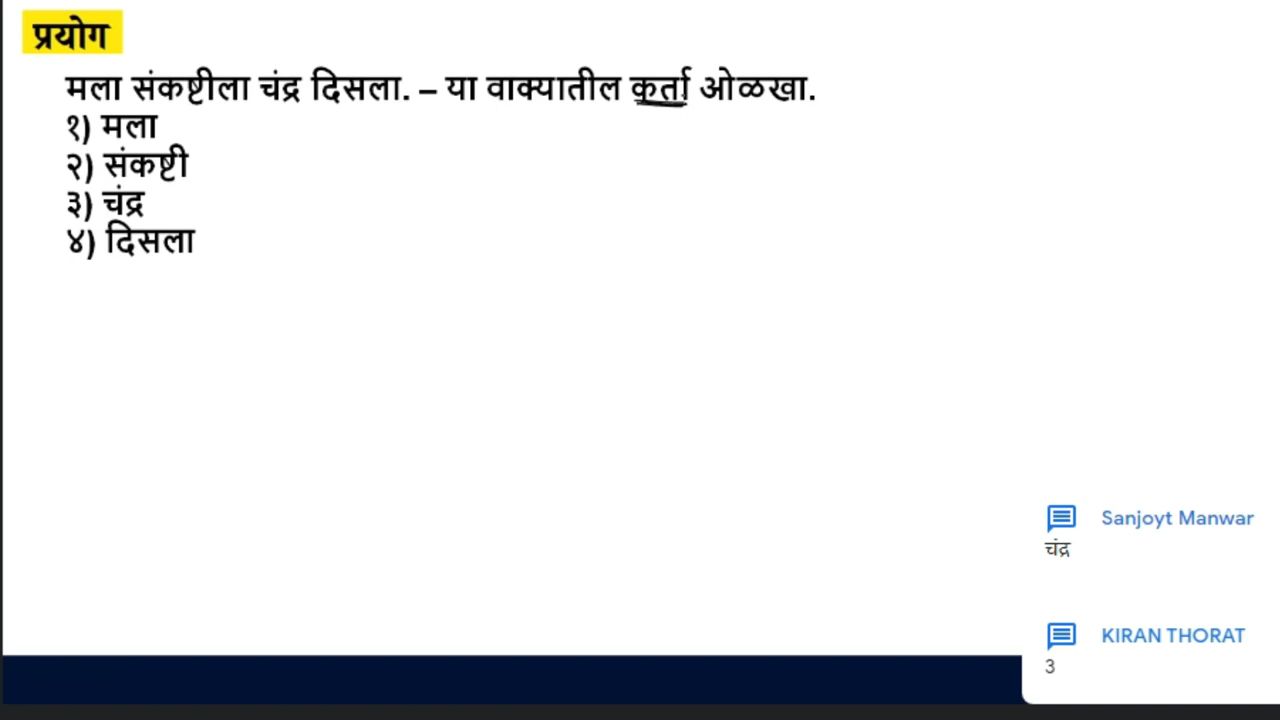 प्रयोग
मला संकष्टीला चंद्र दिसला. – या वाक्यातील कर्ता ओळखा.
१) मला
२) संकष्टी
३) चंद्र
४) दिसला
Sanjoyt Manwar
चंद्र
KIRAN THORAT
3